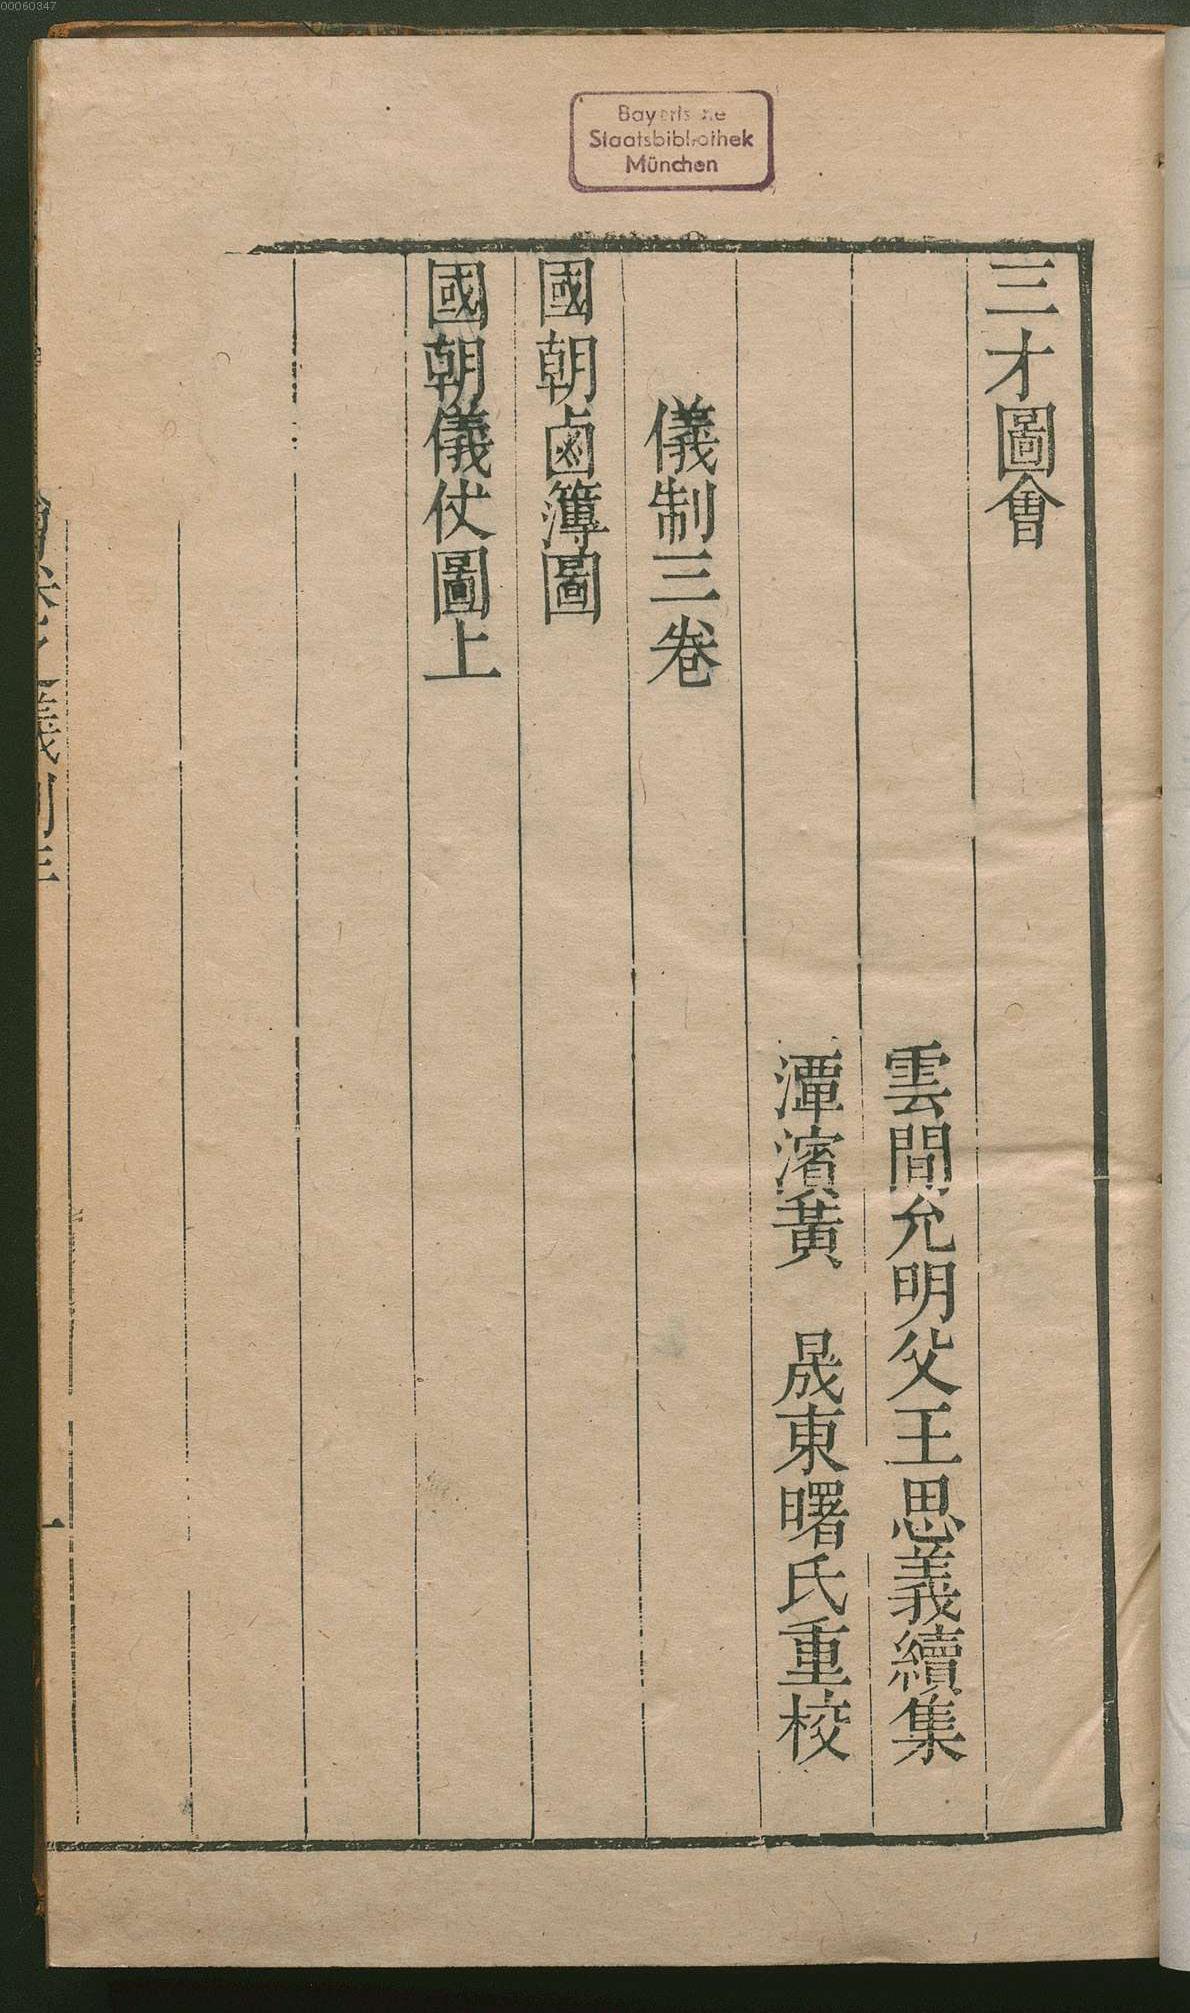 00060347
Bayerische
Staatsbibliothek
München
三才圖會
雲間允明父王思義續集
潭濱黃　晟東曙氏重校
儀制三卷
國朝鹵簿圖
國朝儀仗圖上